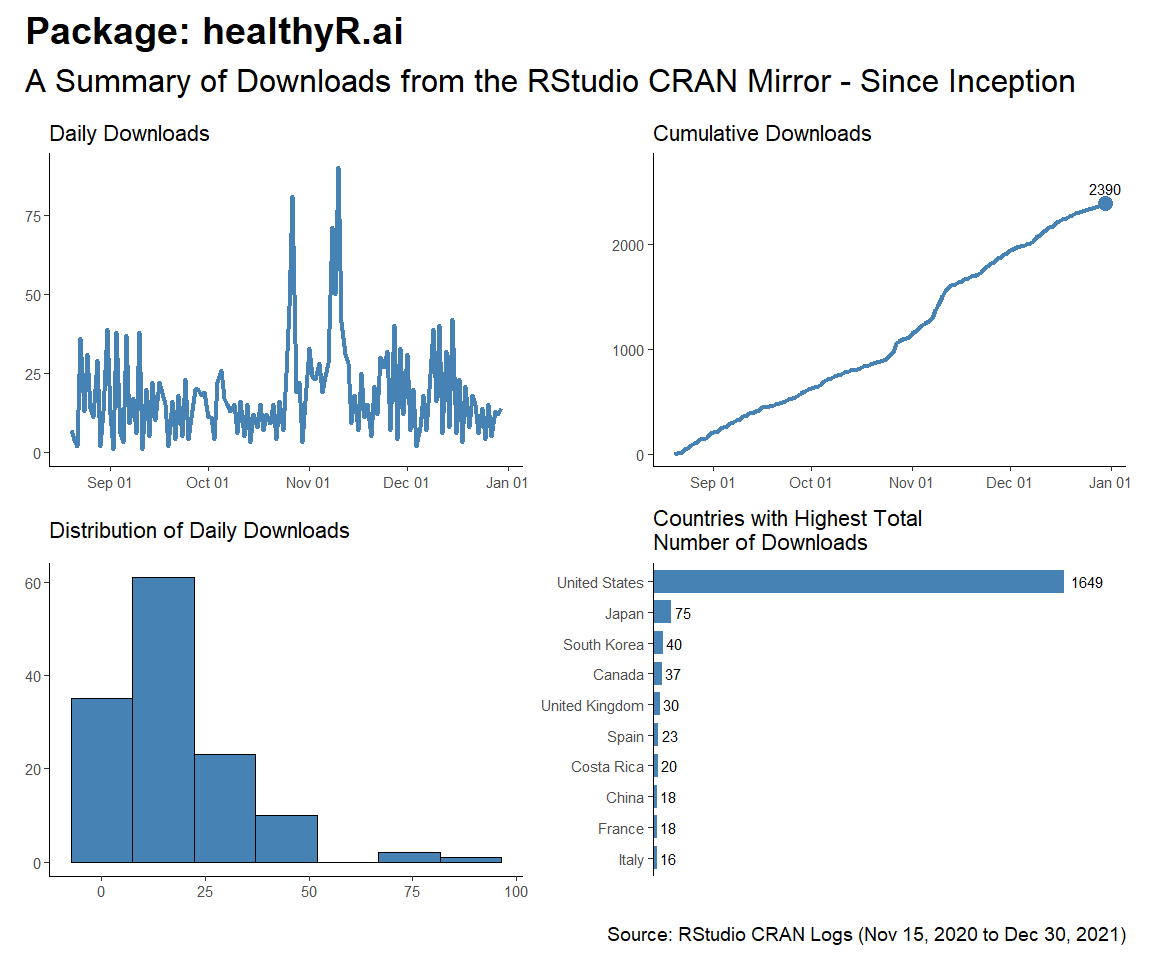 Package: healthyR.ai
A Summary of Downloads from the RStudio CRAN Mirror - Since Inception
Daily Downloads
75
50
25
0
Sep 01 Oct 01 Nov 01 Dec 01 Jan 01
Cumulative Downloads
2390
2000
1000
0
Sep 01 Oct 01 Nov 01 Dec 01 Jan 01
Distribution of Daily Downloads
60
40
20
0
0 25 50 75 100
Countries with Highest Total
Number of Downloads
United States 1649
Japan 75
South Korea 40
Canada 37
United Kingdom 30
Spain 23
Costa Rica 20
China 18
France 18
Italy 16
Source: RStudio CRAN Logs (Nov 15, 2020 to Dec 30, 2021)